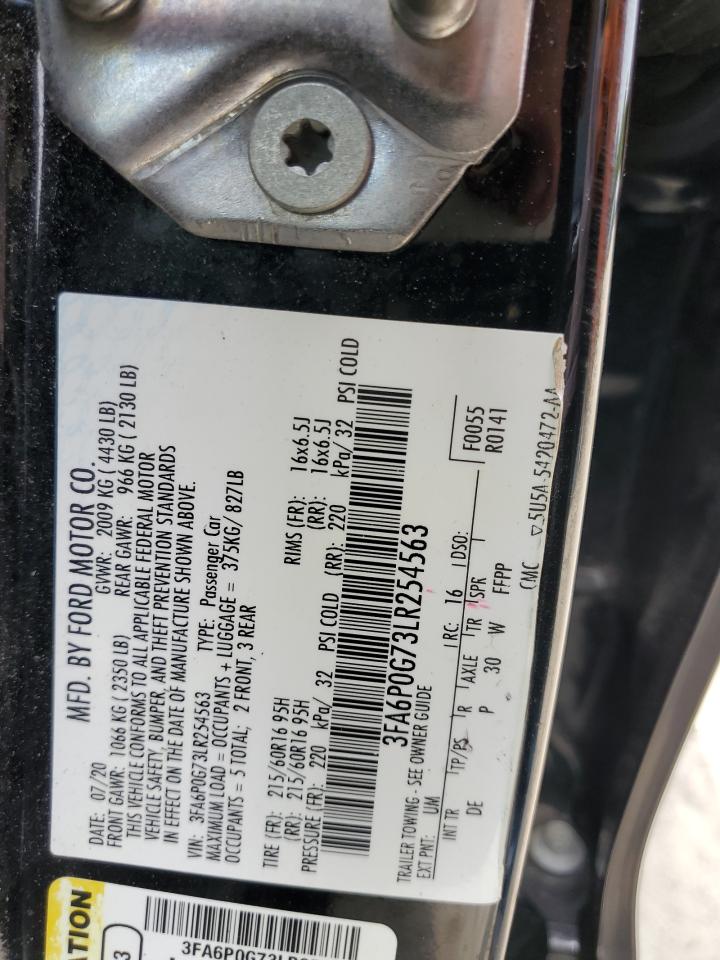 MFD. BY FORD MOTOR CO.
DATE: 07/20 GVWR: 2009 KG ( 4430 LB)
FRONT GAWR: 1066 KG ( 2350 LB) REAR GAWR: 966 KG ( 2130 LB)
THIS VEHICLE CONFORMS TO ALL APPLICABLE FEDERAL MOTOR
VEHICLE SAFETY, BUMPER, AND THEFT PREVENTION STANDARDS
IN EFFECT ON THE DATE OF MANUFACTURE SHOWN ABOVE.
VIN: 3FA6P0G73LR254563 TYPE: Passenger Car
MAXIMUM LOAD = OCCUPANTS + LUGGAGE = 375KG/ 827LB
OCCUPANTS = 5 TOTAL; 2 FRONT, 3 REAR
TIRE (FR): 215/60R16 95H RIMS (FR): 16x6.5J
(RR): 215/60R16 95H (RR): 16x6.5J
PRESSURE (FR): 220 kPa/ 32 PSI COLD (RR): 220 kPa/ 32 PSI COLD
3FA6P0G73LR254563
TRAILER TOWING - SEE OWNER GUIDE
EXT PNT: UM RC: 16 DSO: F0055
R0141
INT TR TP/PS R AXLE TR SPR
DE P 30 W FFPP
CMC ▽5U5A-5420472-AA
ATION
3
3FA6P0G73LR